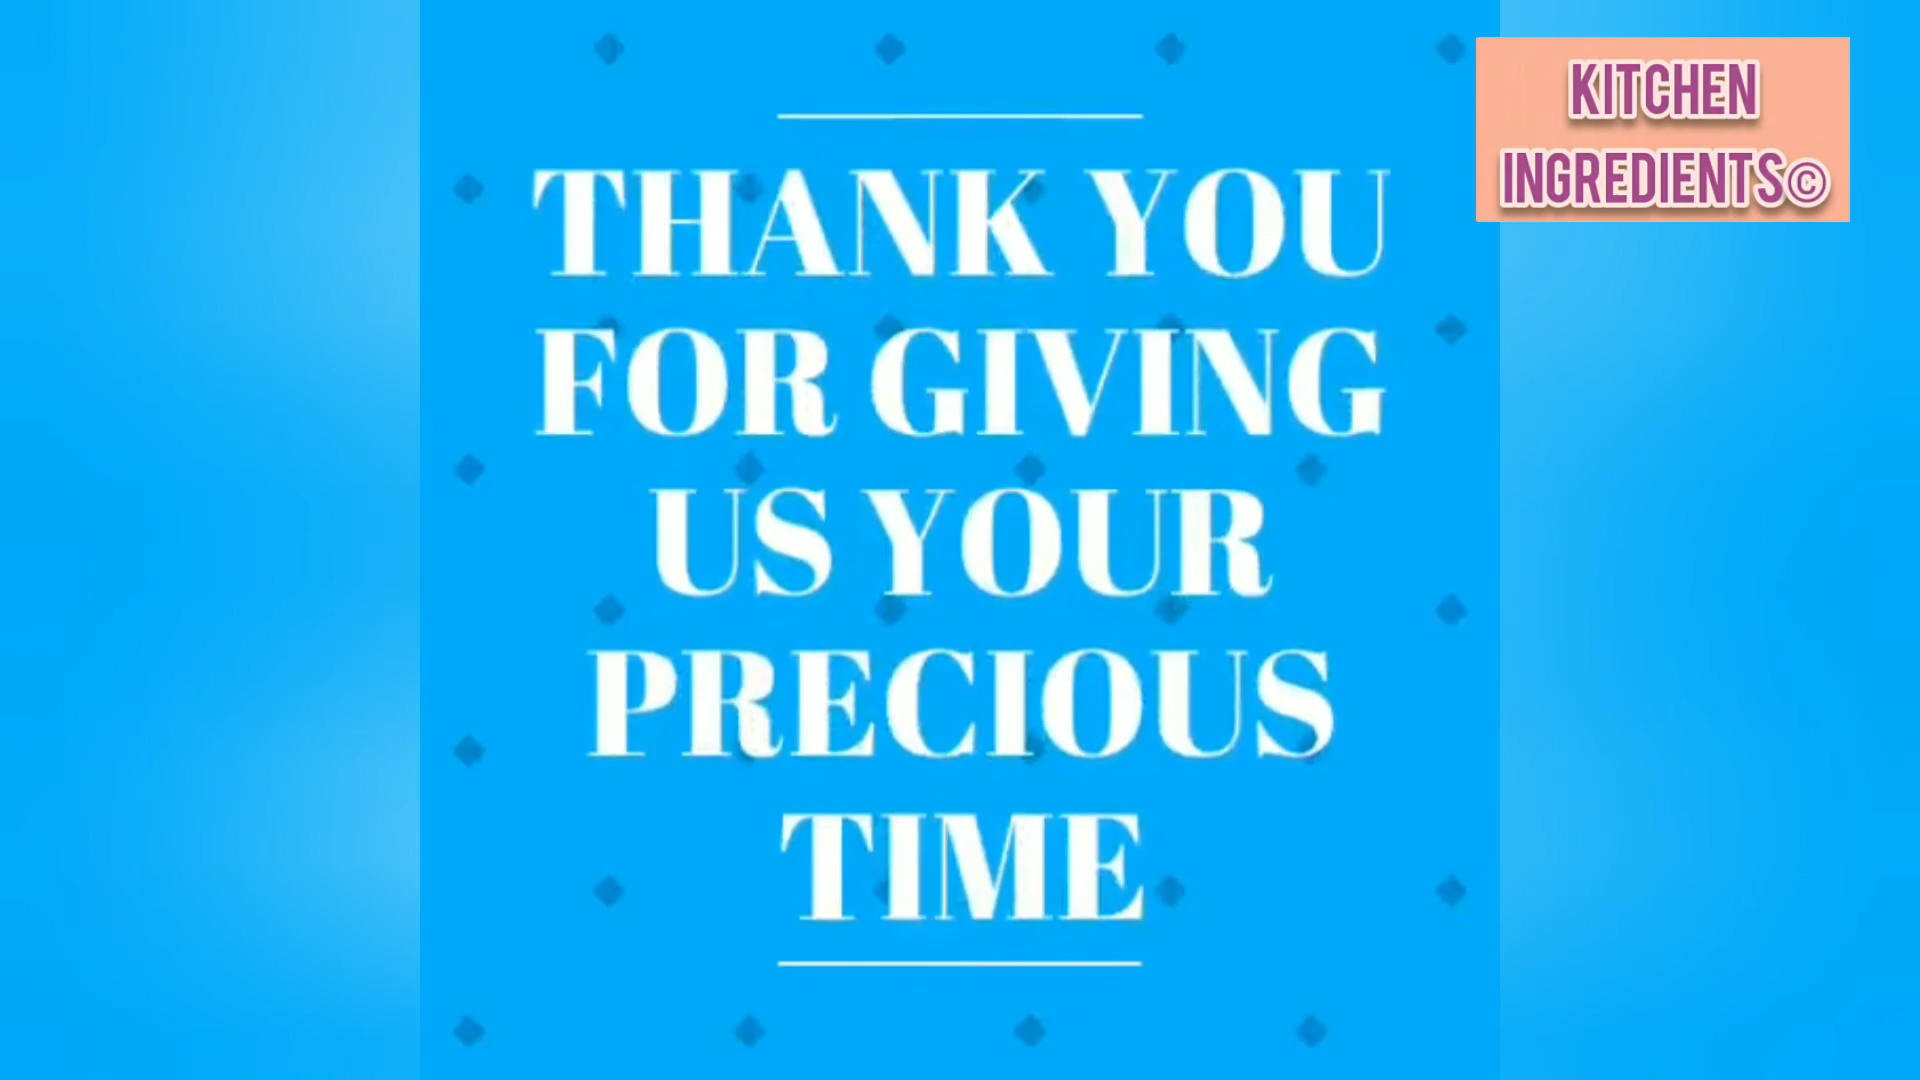 THANK YOU
FOR GIVING
US YOUR
PRECIOUS
TIME
KITCHEN
INGREDIENTS©